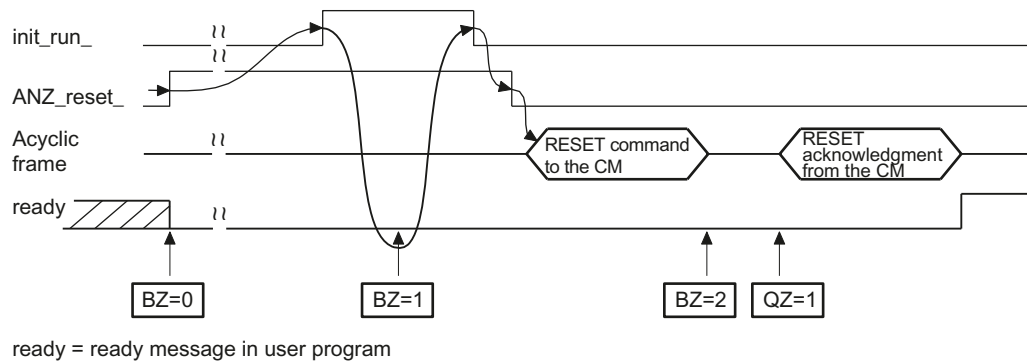 init_run_
ANZ_reset_
Acyclic
frame
RESET command
to the CM
RESET
acknowledgment
from the CM
ready
BZ=0
BZ=1
BZ=2
QZ=1
ready = ready message in user program